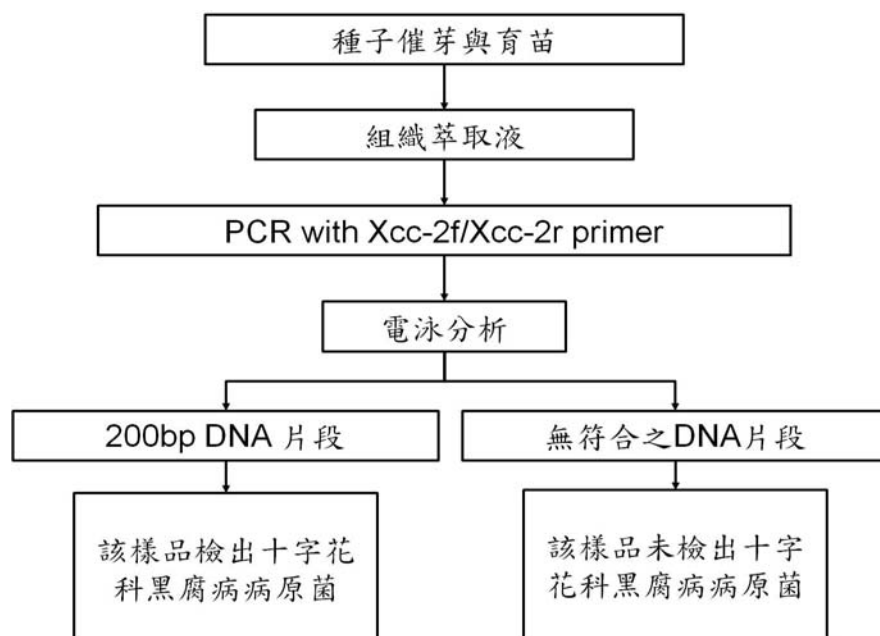 種子催芽與育苗
組織萃取液
PCR with Xcc-2f/Xcc-2r primer
電泳分析
200bp DNA 片段
無符合之DNA片段
該樣品檢出十字花
科黑腐病病原菌
該樣品未檢出十字
花科黑腐病病原菌